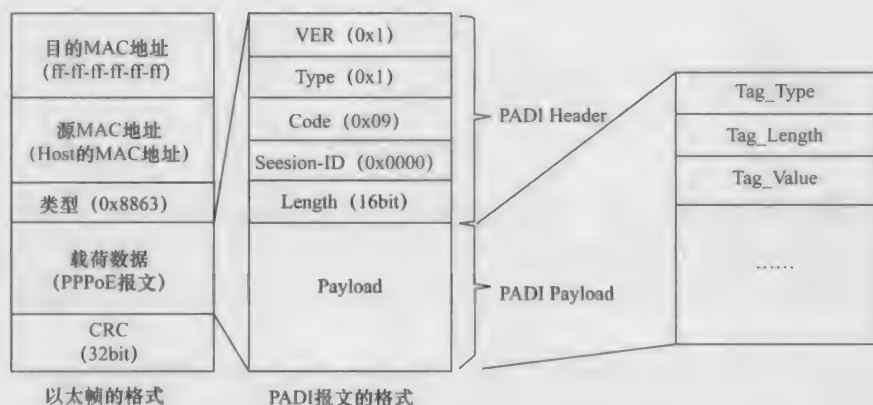 目的MAC地址
(ff-ff-ff-ff-ff-ff)
源MAC地址
(Host的MAC地址)
类型（0x8863）
载荷数据
(PPPoE报文)
CRC
(32bit)
以太帧的格式
VER（0x1）
Type（0x1）
Code（0x09）
Seesion-ID（0x0000）
Length（16bit）
Payload
PADI报文的格式
PADI Header
PADI Payload
Tag_Type
Tag_Length
Tag_Value
……